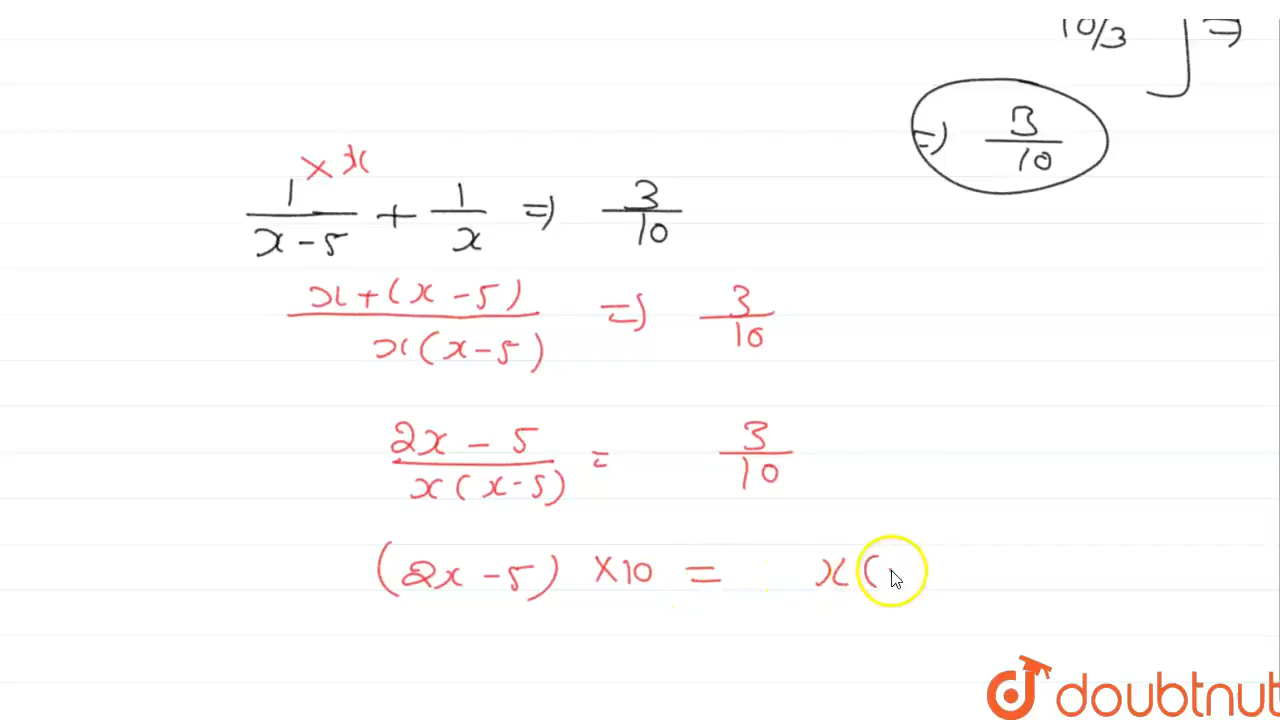 10/3 ] =>
=> 3/10
× x
1/(x-5) + 1/x => 3/10
x+(x-5)/x(x-5) => 3/10
2x - 5/x(x-5) = 3/10
(2x-5) ×10 = x(
doubtnut